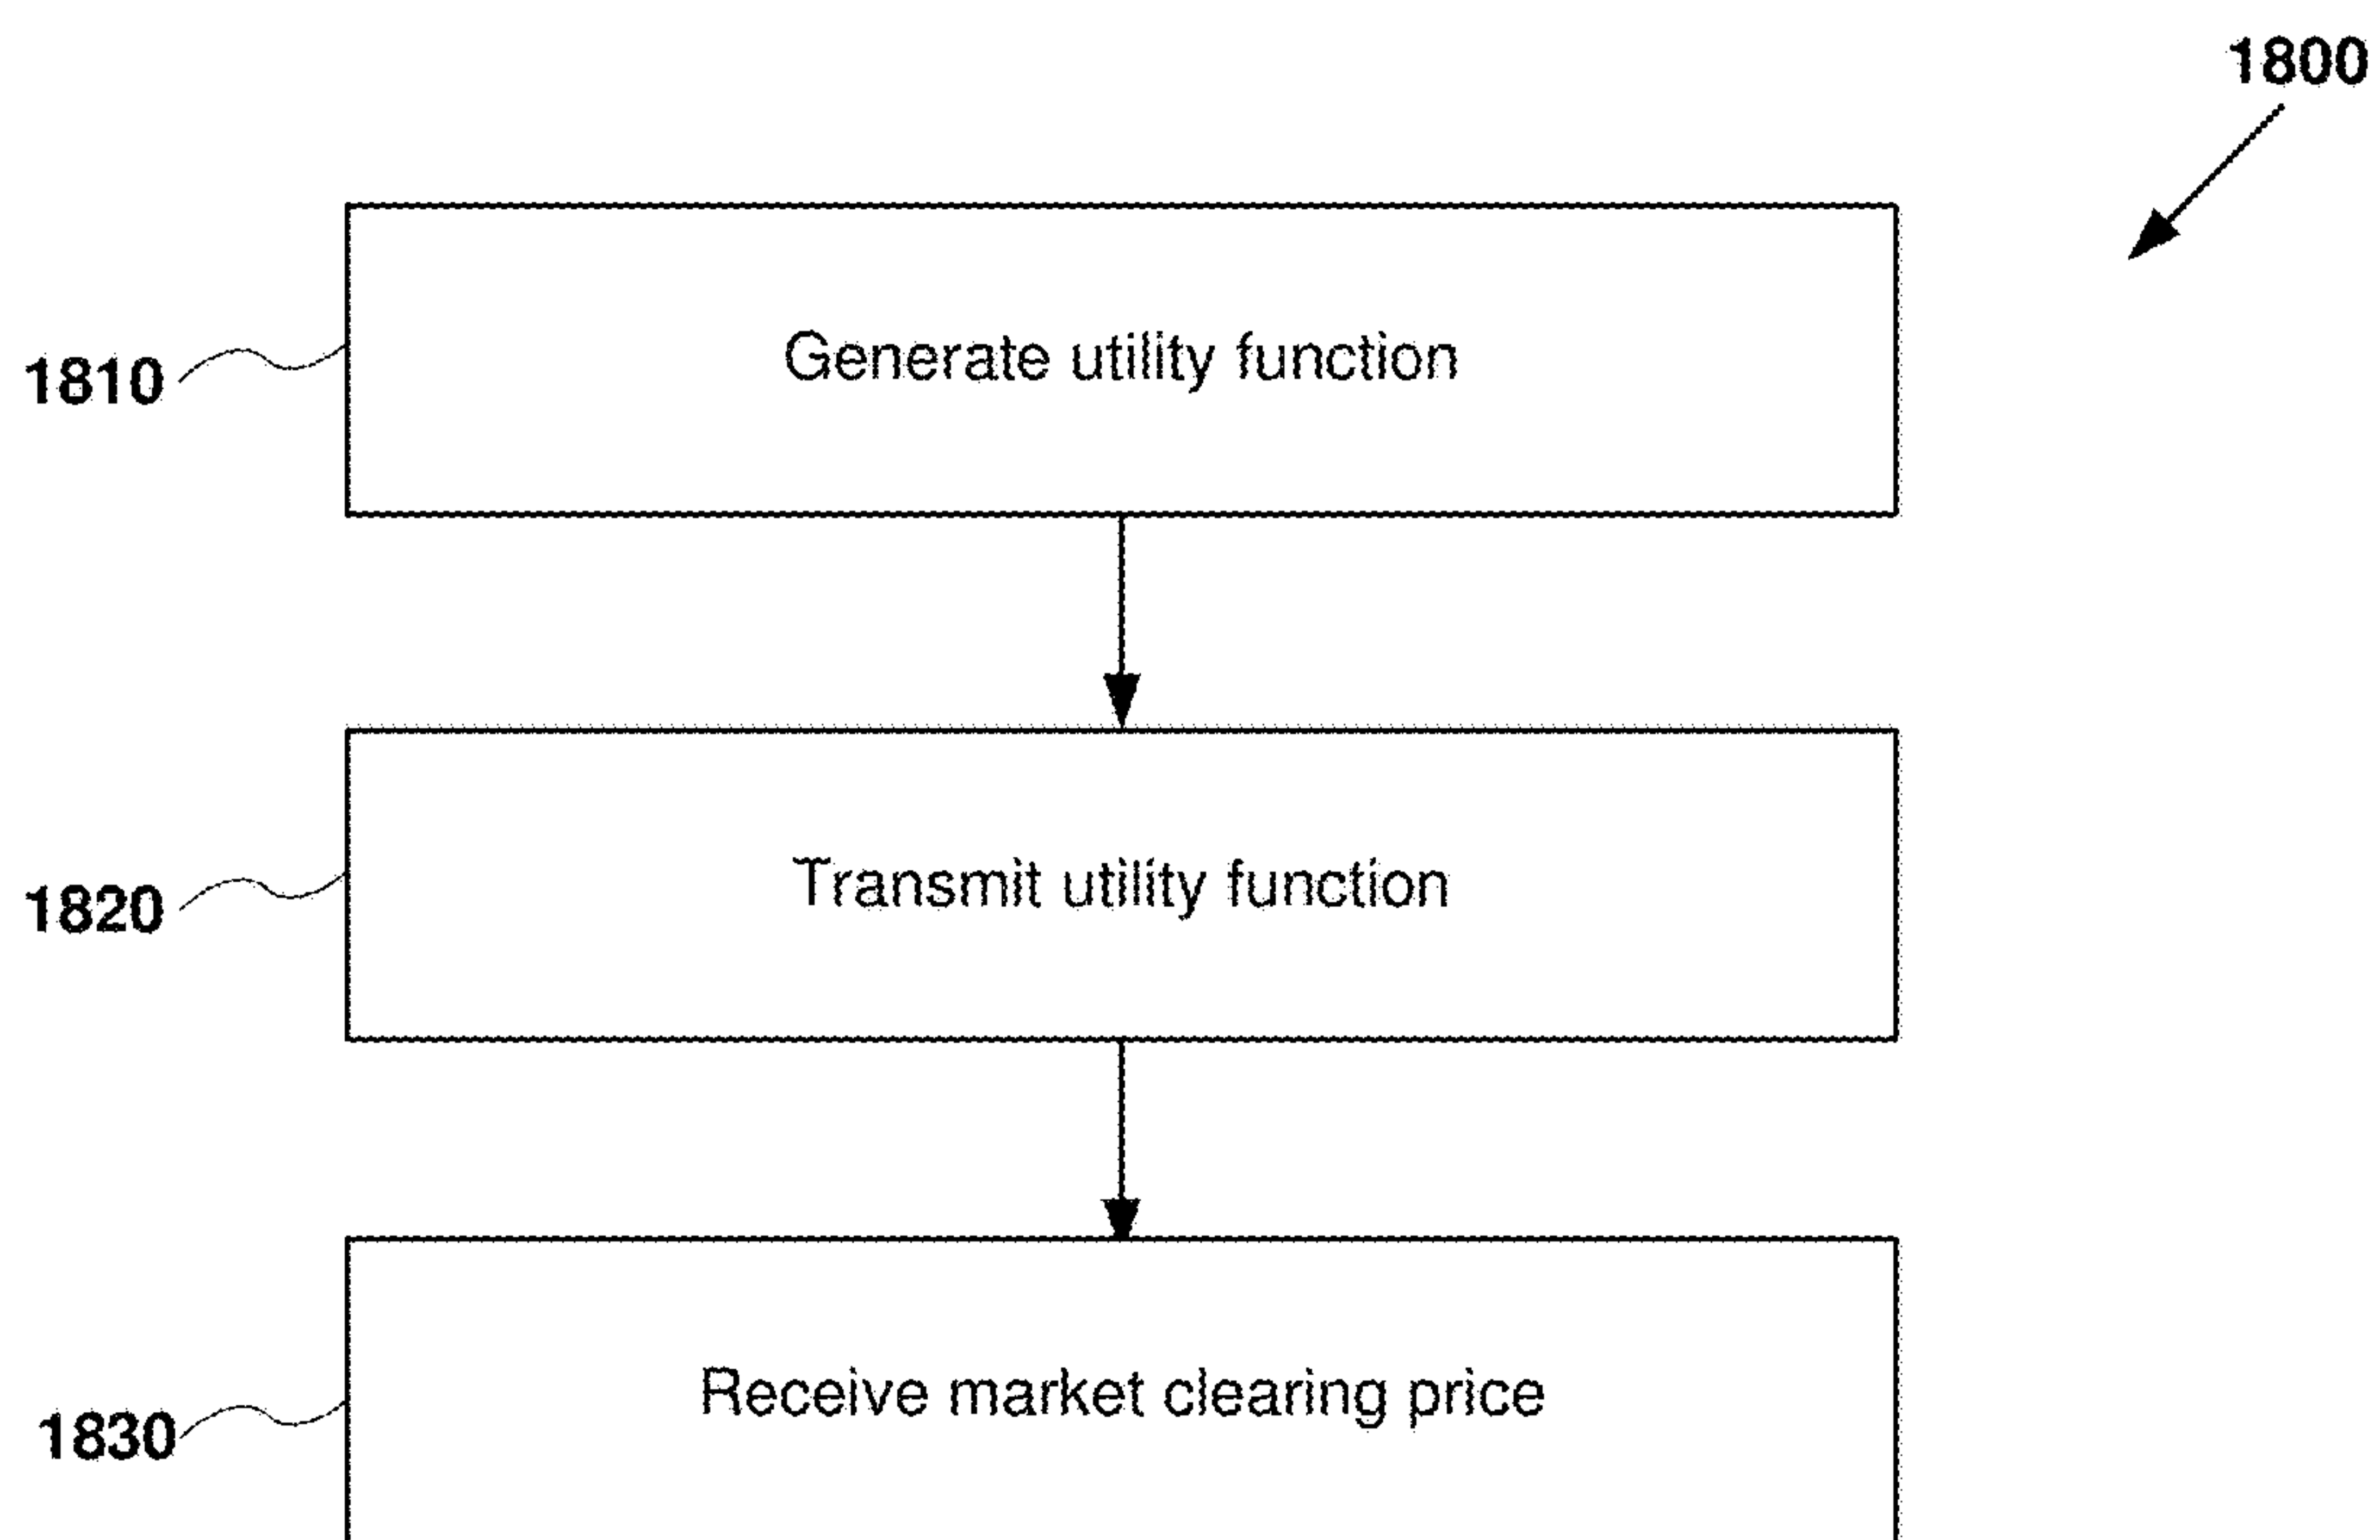 1800
Generate utility function
1810
Transmit utility function
1820
Receive market clearing price
1830